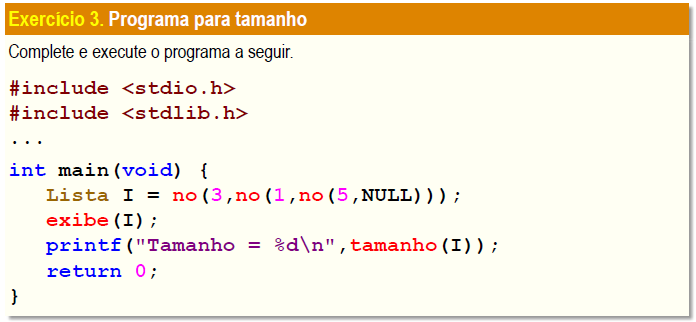 Exercício 3. Programa para tamanho
Complete e execute o programa a seguir.
#include <stdio.h>
#include <stdlib.h>
...
int main(void) {
   Lista I = no(3,no(1,no(5,NULL)));
   exibe(I);
   printf("Tamanho = %d\n",tamanho(I));
   return 0;
}